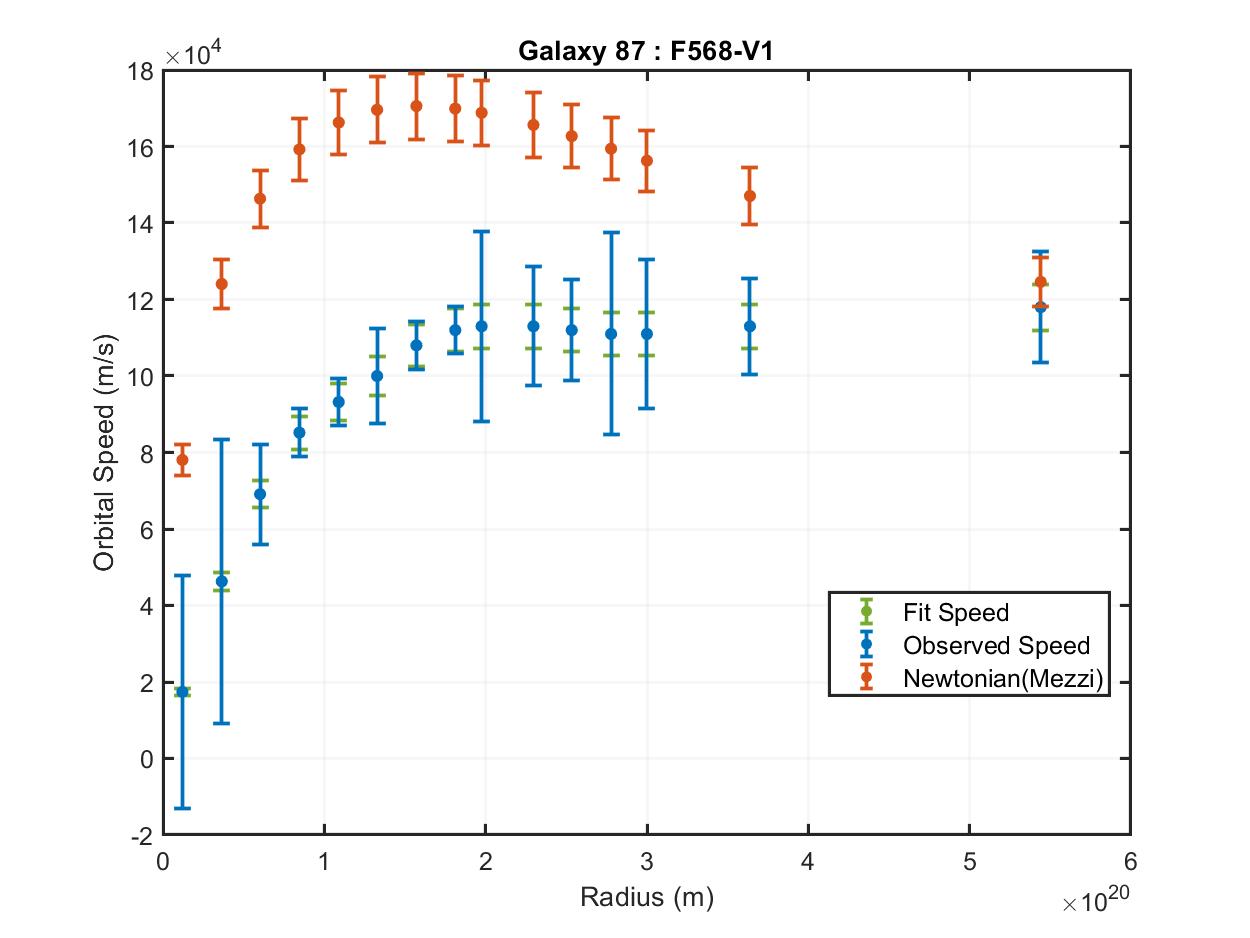 Galaxy 87 : F568-V1
×10^4
18
16
14
12
10
8
6
4
2
0
-2
Orbital Speed (m/s)
0 1 2 3 4 5 6
Radius (m)
×10^20
Fit Speed
Observed Speed
Newtonian(Mezzi)